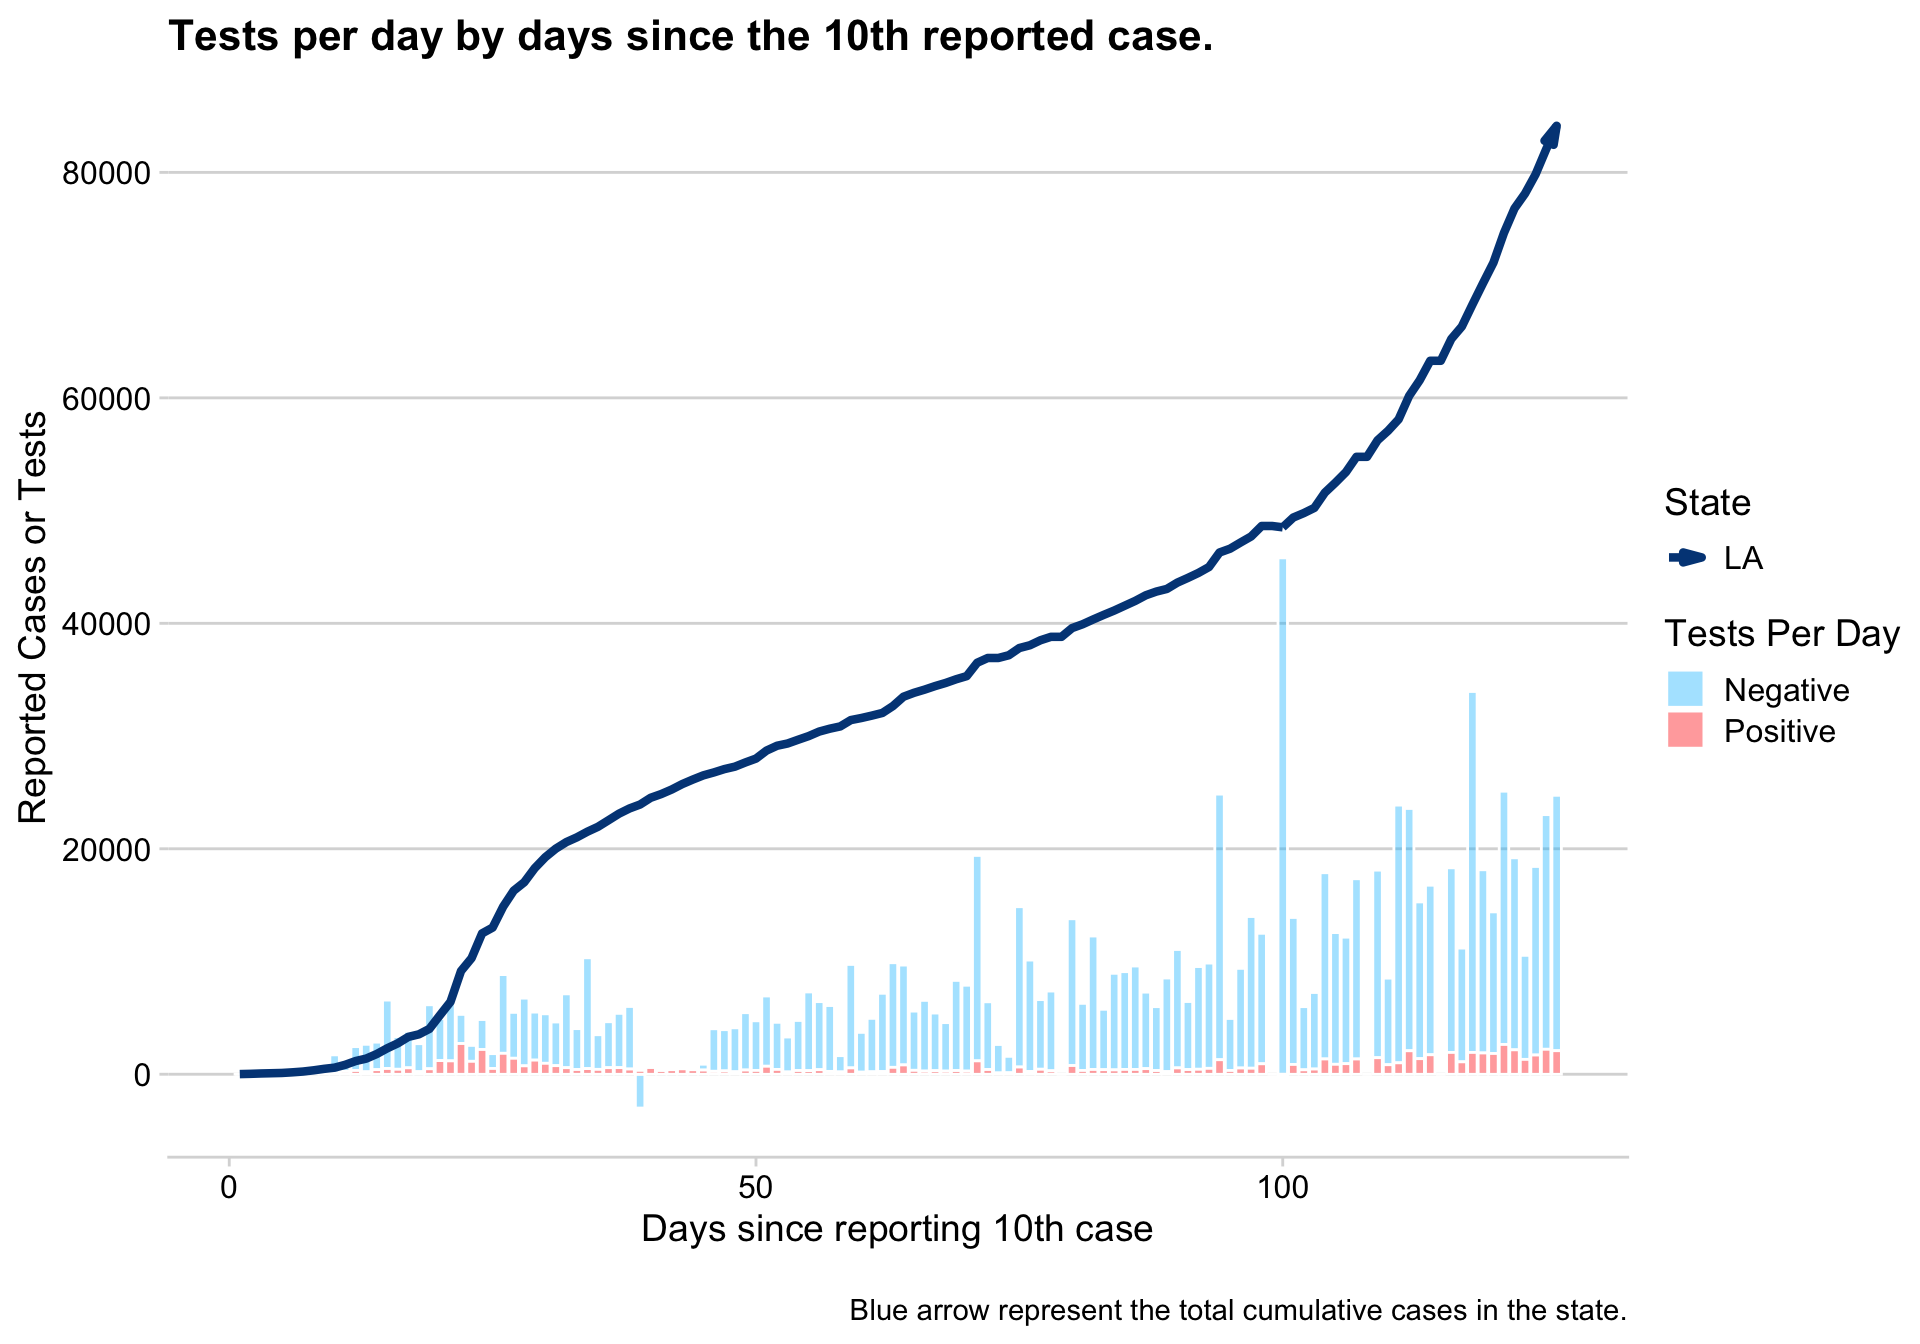 Tests per day by days since the 10th reported case.
80000
60000
40000
20000
0
Reported Cases or Tests
0
50
100
Days since reporting 10th case
State
LA
Tests Per Day
Negative
Positive
Blue arrow represent the total cumulative cases in the state.